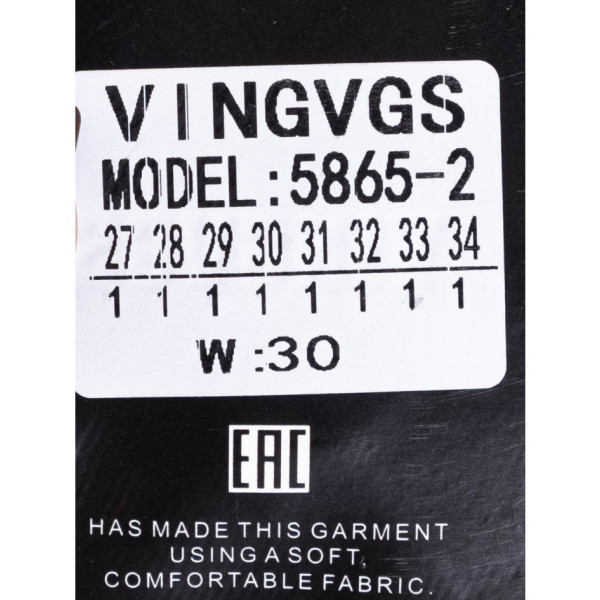 VINGVGS
MODEL:5865-2
27 28 29 30 31 32 33 34
1 1 1 1 1 1 1 1
W:30
EAC
HAS MADE THIS GARMENT
USING A SOFT,
COMFORTABLE FABRIC.